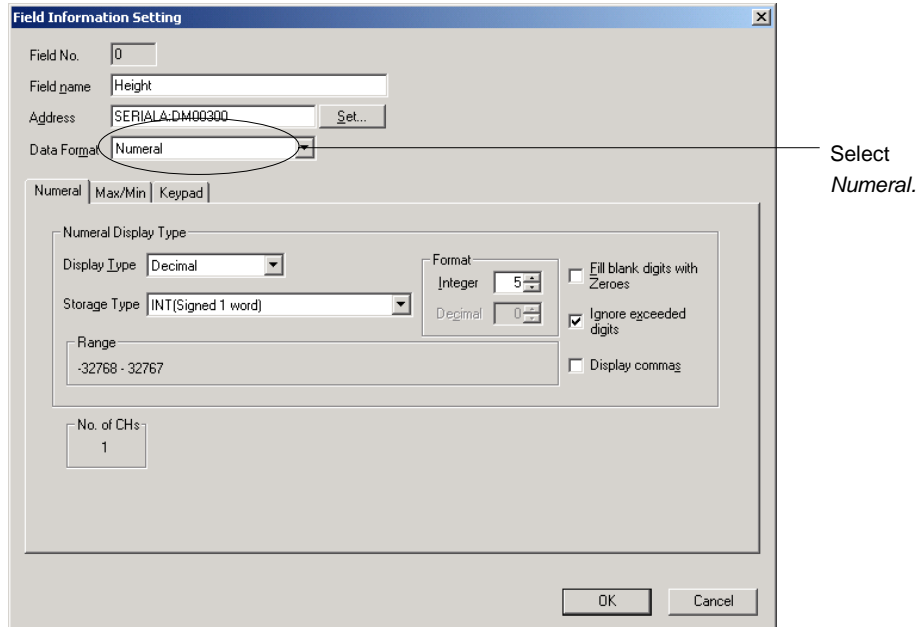 Field Information Setting
Field No. 0
Field name Height
Address SERIALA:DM00300 Set...
Data Format Numeral
Select
Numeral.
Numeral Max/Min Keypad
Numeral Display Type
Display Type Decimal
Storage Type INT(Signed 1 word)
Format
Integer 5
Decimal 0
Fill blank digits with
Zeroes
Ignore exceeded
digits
Display commas
Range
-32768 - 32767
No. of CHs
1
OK Cancel